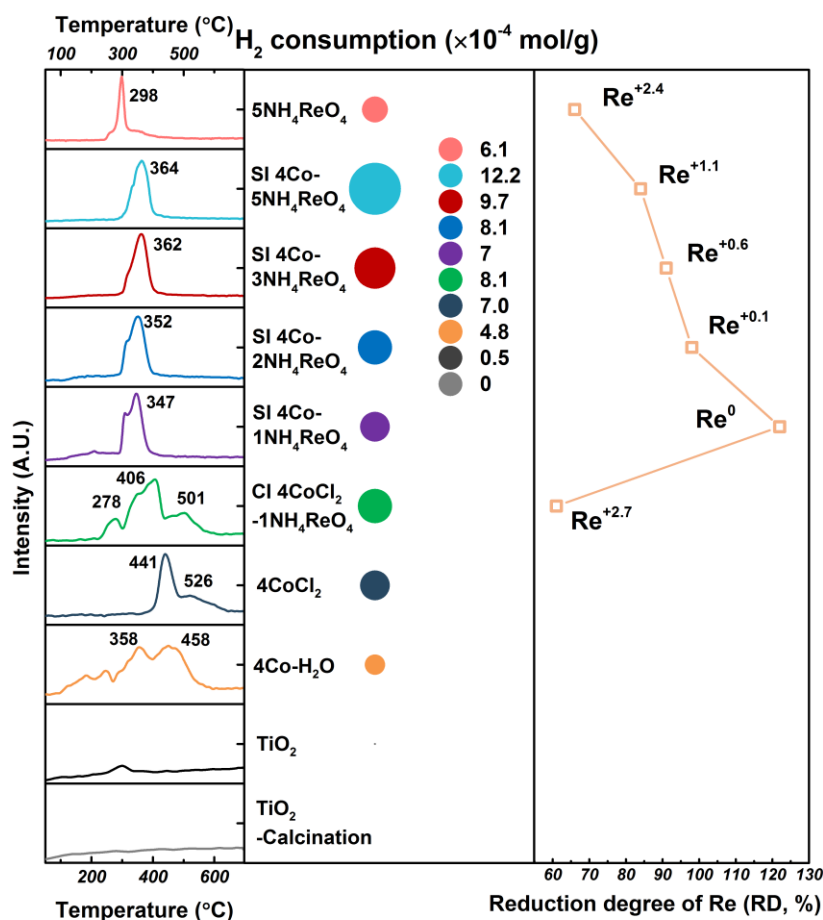 Temperature (°C)
H₂ consumption (×10⁻⁴ mol/g)
100 300 500
298
5NH₄ReO₄
364
SI 4Co-
5NH₄ReO₄
362
SI 4Co-
3NH₄ReO₄
352
SI 4Co-
2NH₄ReO₄
347
SI 4Co-
1NH₄ReO₄
278
406
501
CI 4CoCl₂
-1NH₄ReO₄
441
526
4CoCl₂
358
458
4Co-H₂O
TiO₂
TiO₂
-Calcination
Intensity (A.U.)
200 400 600
Temperature (°C)
6.1
12.2
9.7
8.1
7
8.1
7.0
4.8
0.5
0
Re⁺²·⁴
Re⁺¹·¹
Re⁺⁰·⁶
Re⁺⁰·¹
Re⁰
Re⁺²·⁷
60 70 80 90 100 110 120 130
Reduction degree of Re (RD, %)